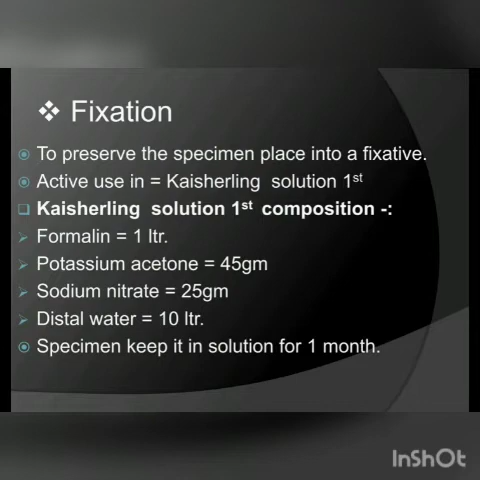 ❖ Fixation
To preserve the specimen place into a fixative.
Active use in = Kaisherling solution 1st
Kaisherling solution 1st composition -:
Formalin = 1 ltr.
Potassium acetone = 45gm
Sodium nitrate = 25gm
Distal water = 10 ltr.
Specimen keep it in solution for 1 month.
InShOt